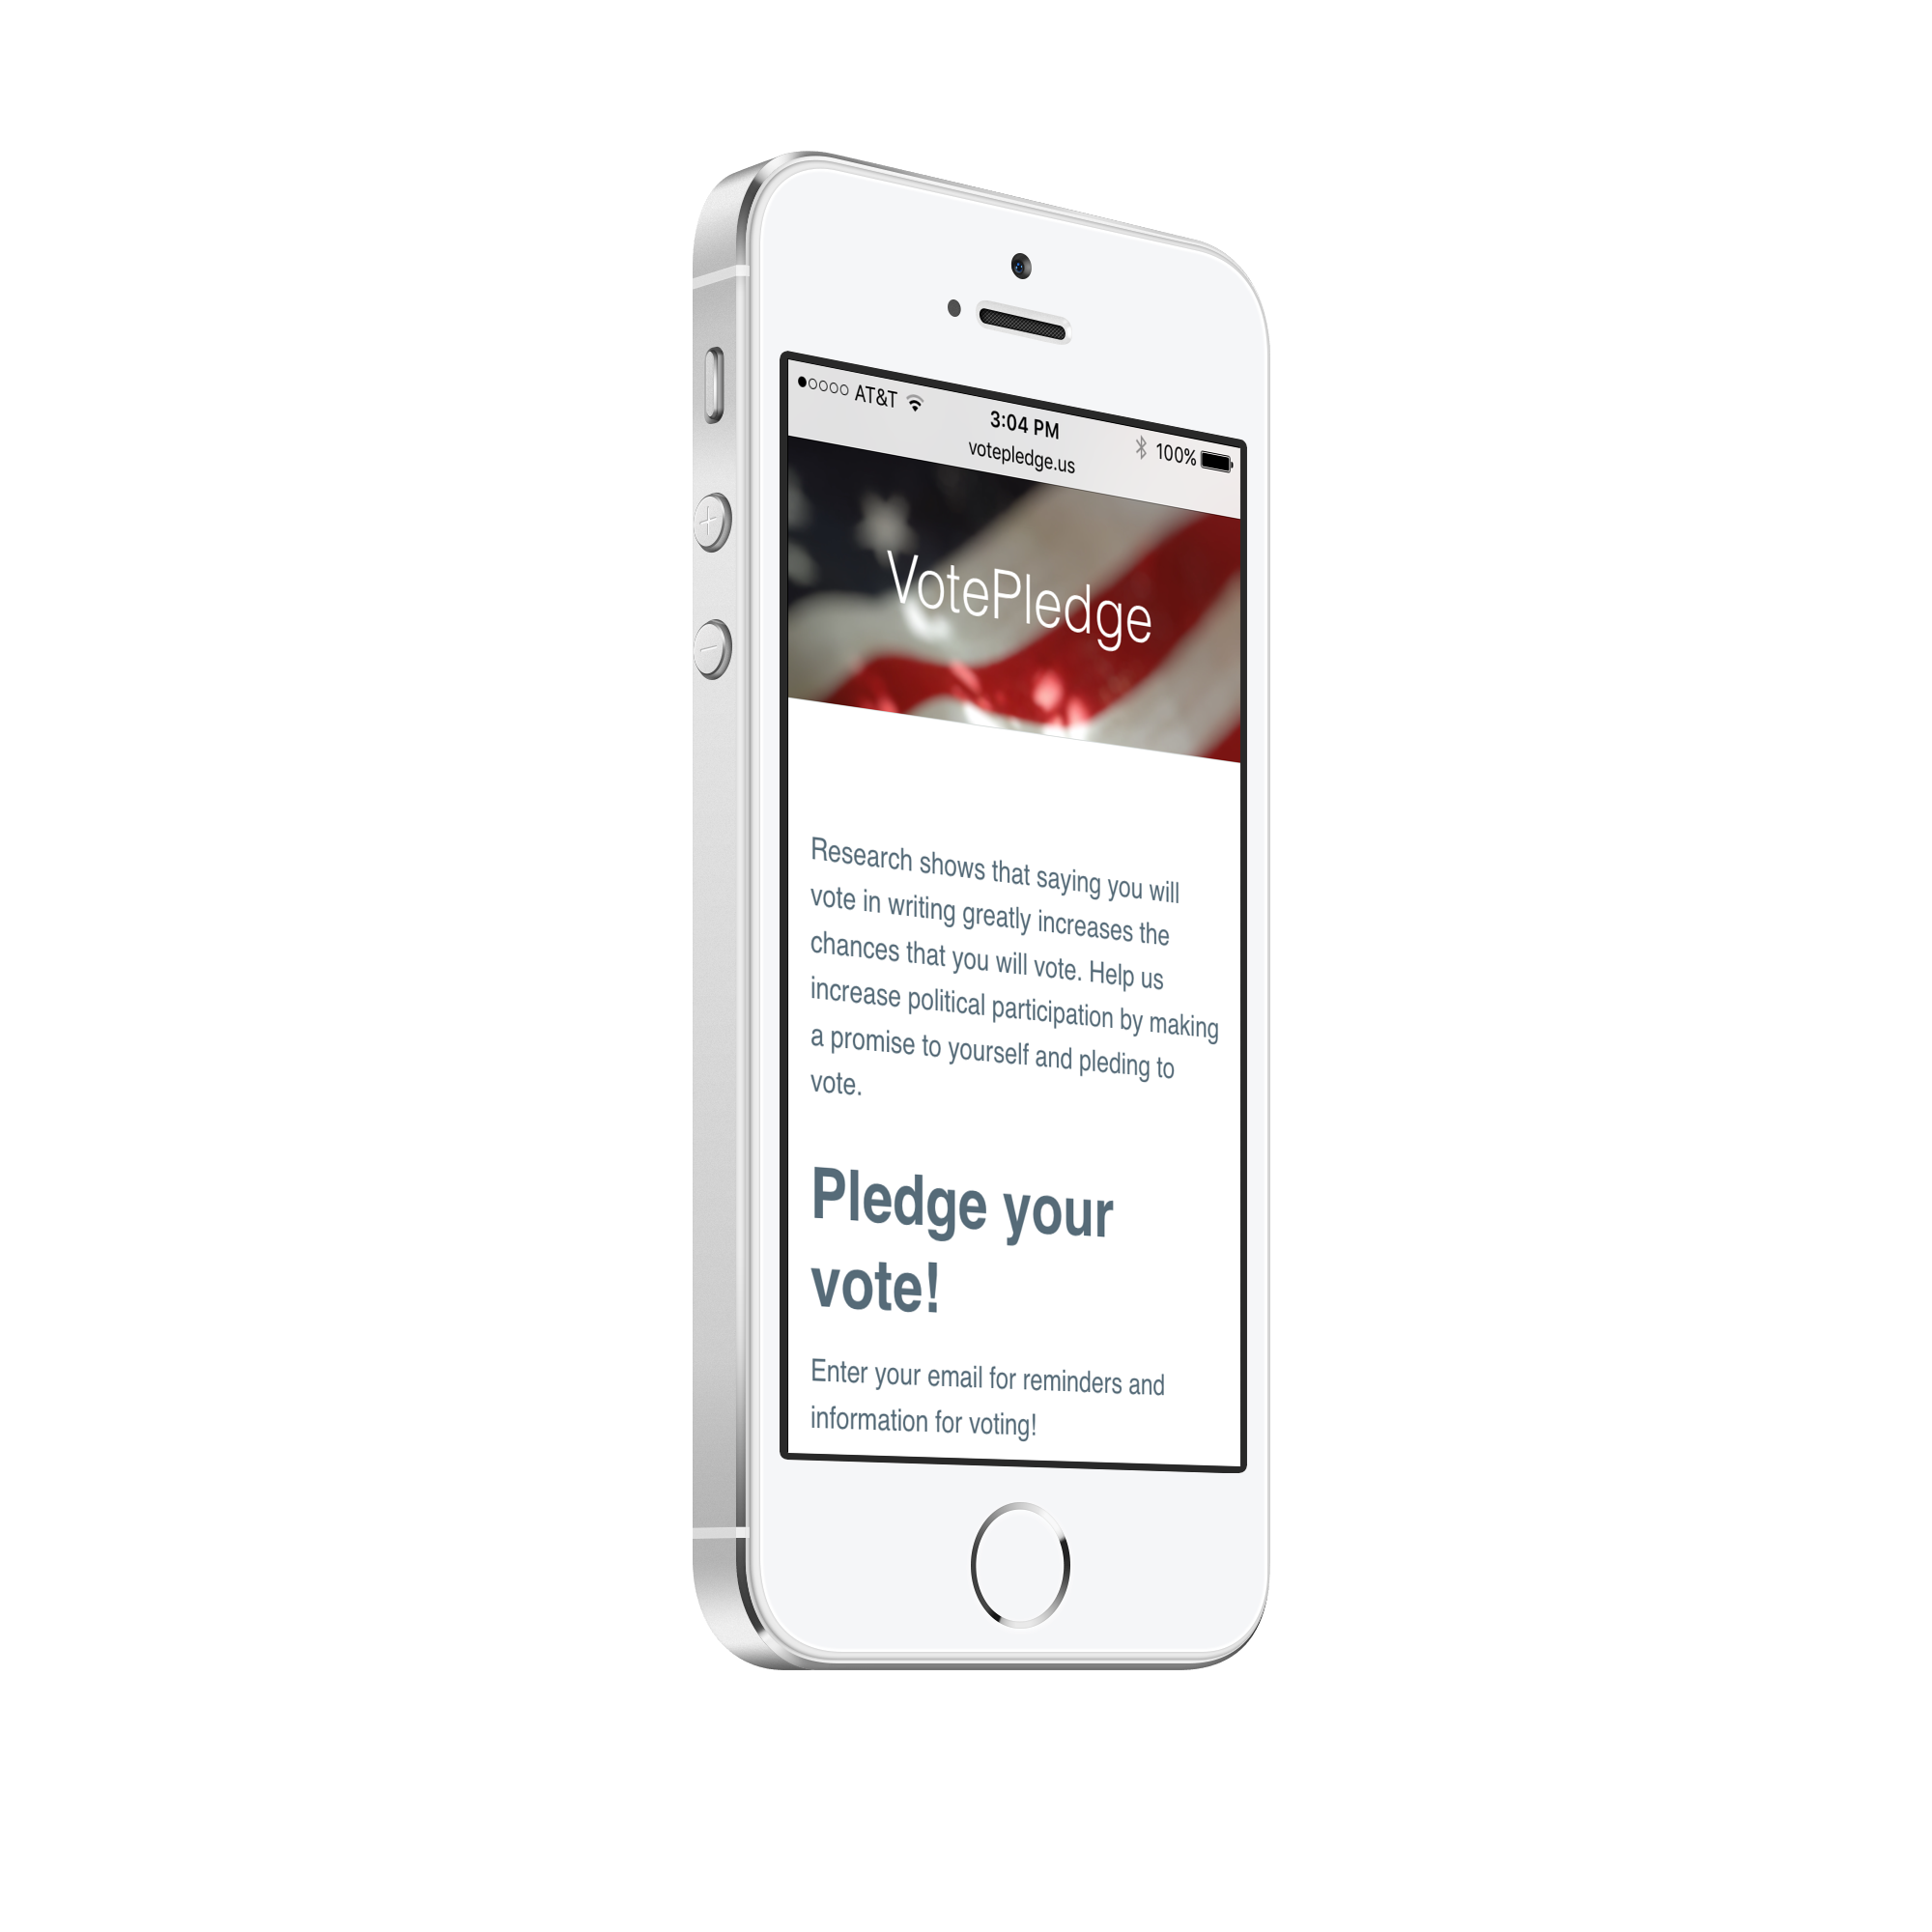 AT&T 3:04 PM 100%
votepledge.us
VotePledge
Research shows that saying you will
vote in writing greatly increases the
chances that you will vote. Help us
increase political participation by making
a promise to yourself and pleding to
vote.
Pledge your
vote!
Enter your email for reminders and
information for voting!